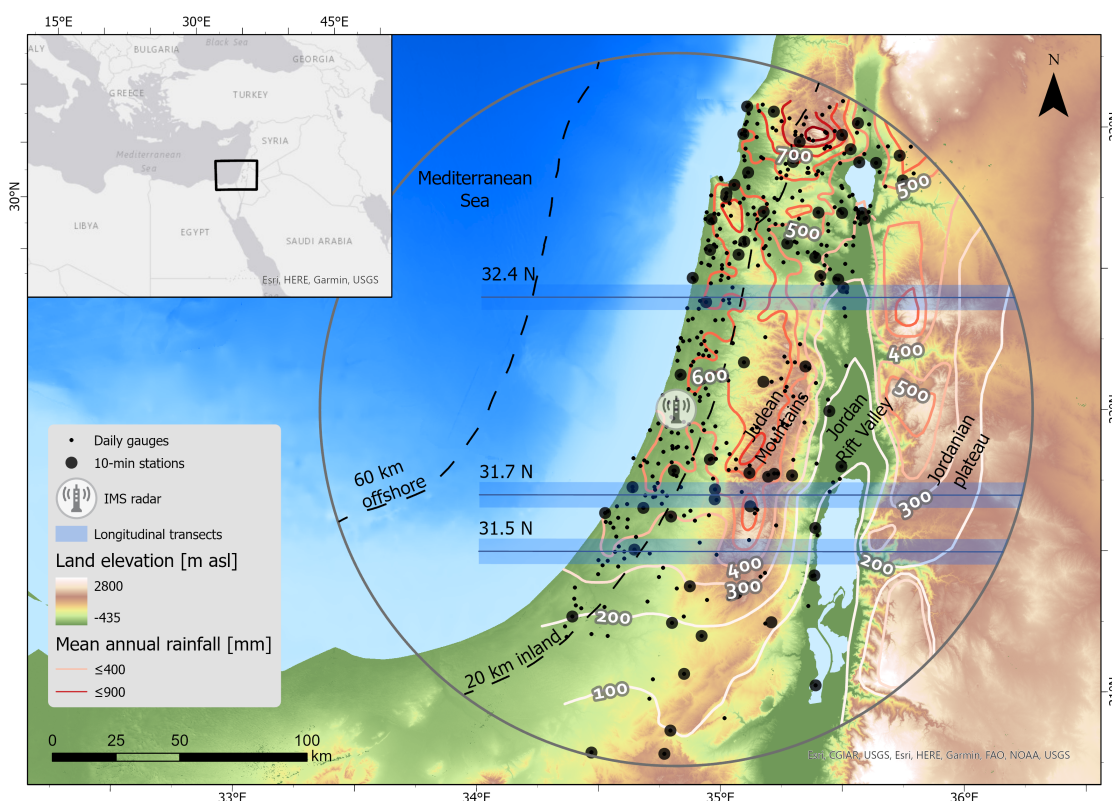 15°E
30°E
45°E
ALY
BULGARIA
Black Sea
GEORGIA
GREECE
TURKEY
SYRIA
Mediterranean
Sea
30°N
LIBYA
EGYPT
SAUDI ARABIA
Esri, HERE, Garmin, USGS
N
Mediterranean
Sea
700
500
500
32.4 N
400
600
500
Judean
Mountains
Jordan
Rift Valley
Jordanian
plateau
60 km
offshore
31.7 N
300
31.5 N
400
200
300
200
20 km inland
100
Daily gauges
10-min stations
IMS radar
Longitudinal transects
Land elevation [m asl]
2800
-435
Mean annual rainfall [mm]
≤400
≤900
0
25
50
100
km
Esri, CGIAR, USGS, Esri, HERE, Garmin, FAO, NOAA, USGS
33°E
34°E
35°E
36°E